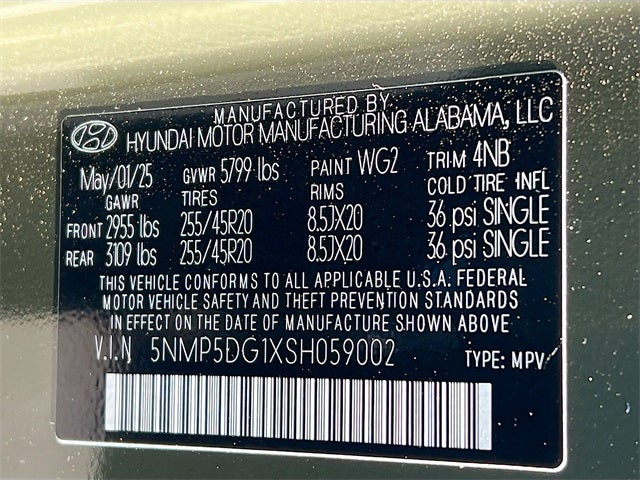 MANUFACTURED BY
HYUNDAI MOTOR MANUFACTURING ALABAMA, LLC
May/01/25 GVWR 5799 lbs PAINT WG2 TRIM 4NB
GAWR TIRES RIMS COLD TIRE INFL
FRONT 2955 lbs 255/45R20 8.5JX20 36 psi SINGLE
REAR 3109 lbs 255/45R20 8.5JX20 36 psi SINGLE
THIS VEHICLE CONFORMS TO ALL APPLICABLE U.S.A. FEDERAL
MOTOR VEHICLE SAFETY AND THEFT PREVENTION STANDARDS
IN EFFECT ON THE DATE OF MANUFACTURE SHOWN ABOVE
V.I.N 5NMP5DG1XSH059002 TYPE: MPV